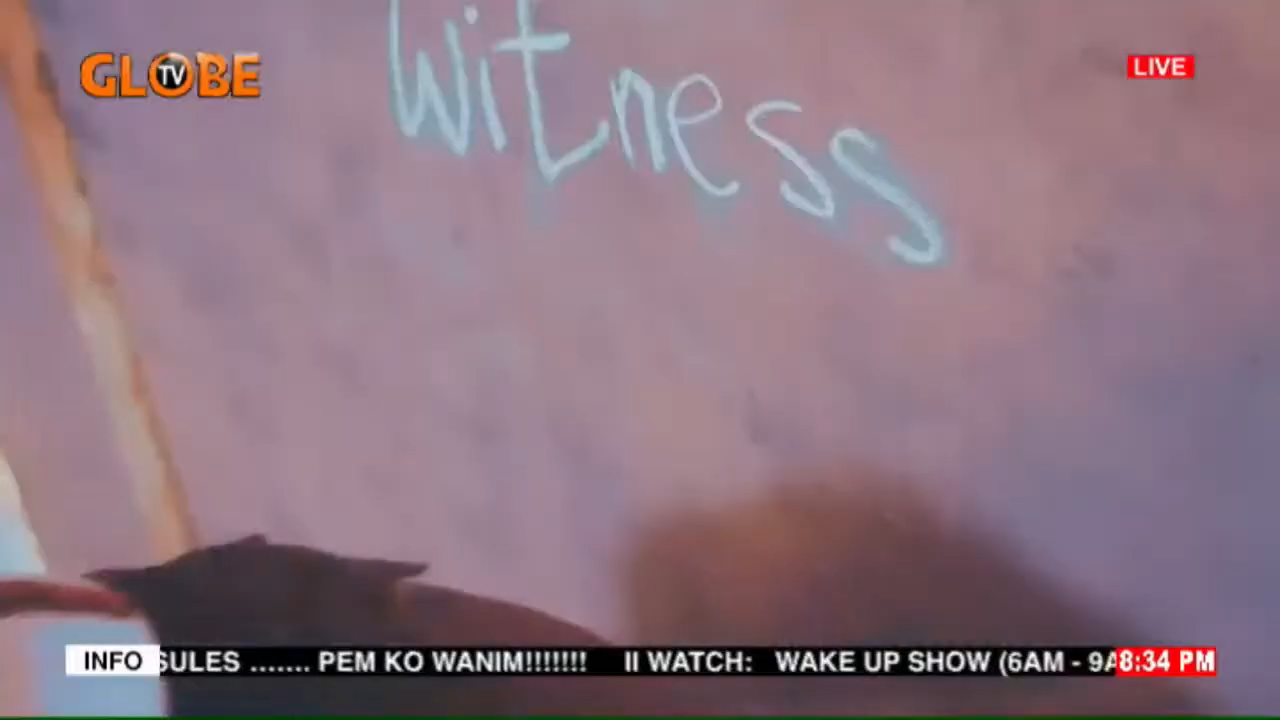 witness
GLOBE
TV
LIVE
INFO SULES ....... PEM KO WANIM!!!!!!! II WATCH: WAKE UP SHOW (6AM - 9A 8:34 PM